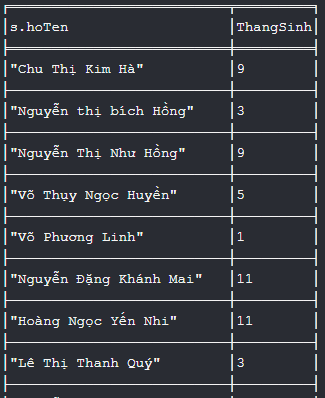 s.hoTen ThangSinh
"Chu Thị Kim Hà" 9
"Nguyễn thị bích Hồng" 3
"Nguyễn Thị Như Hồng" 9
"Võ Thụy Ngọc Huyền" 5
"Võ Phương Linh" 1
"Nguyễn Đặng Khánh Mai" 11
"Hoàng Ngọc Yến Nhi" 11
"Lê Thị Thanh Quý" 3